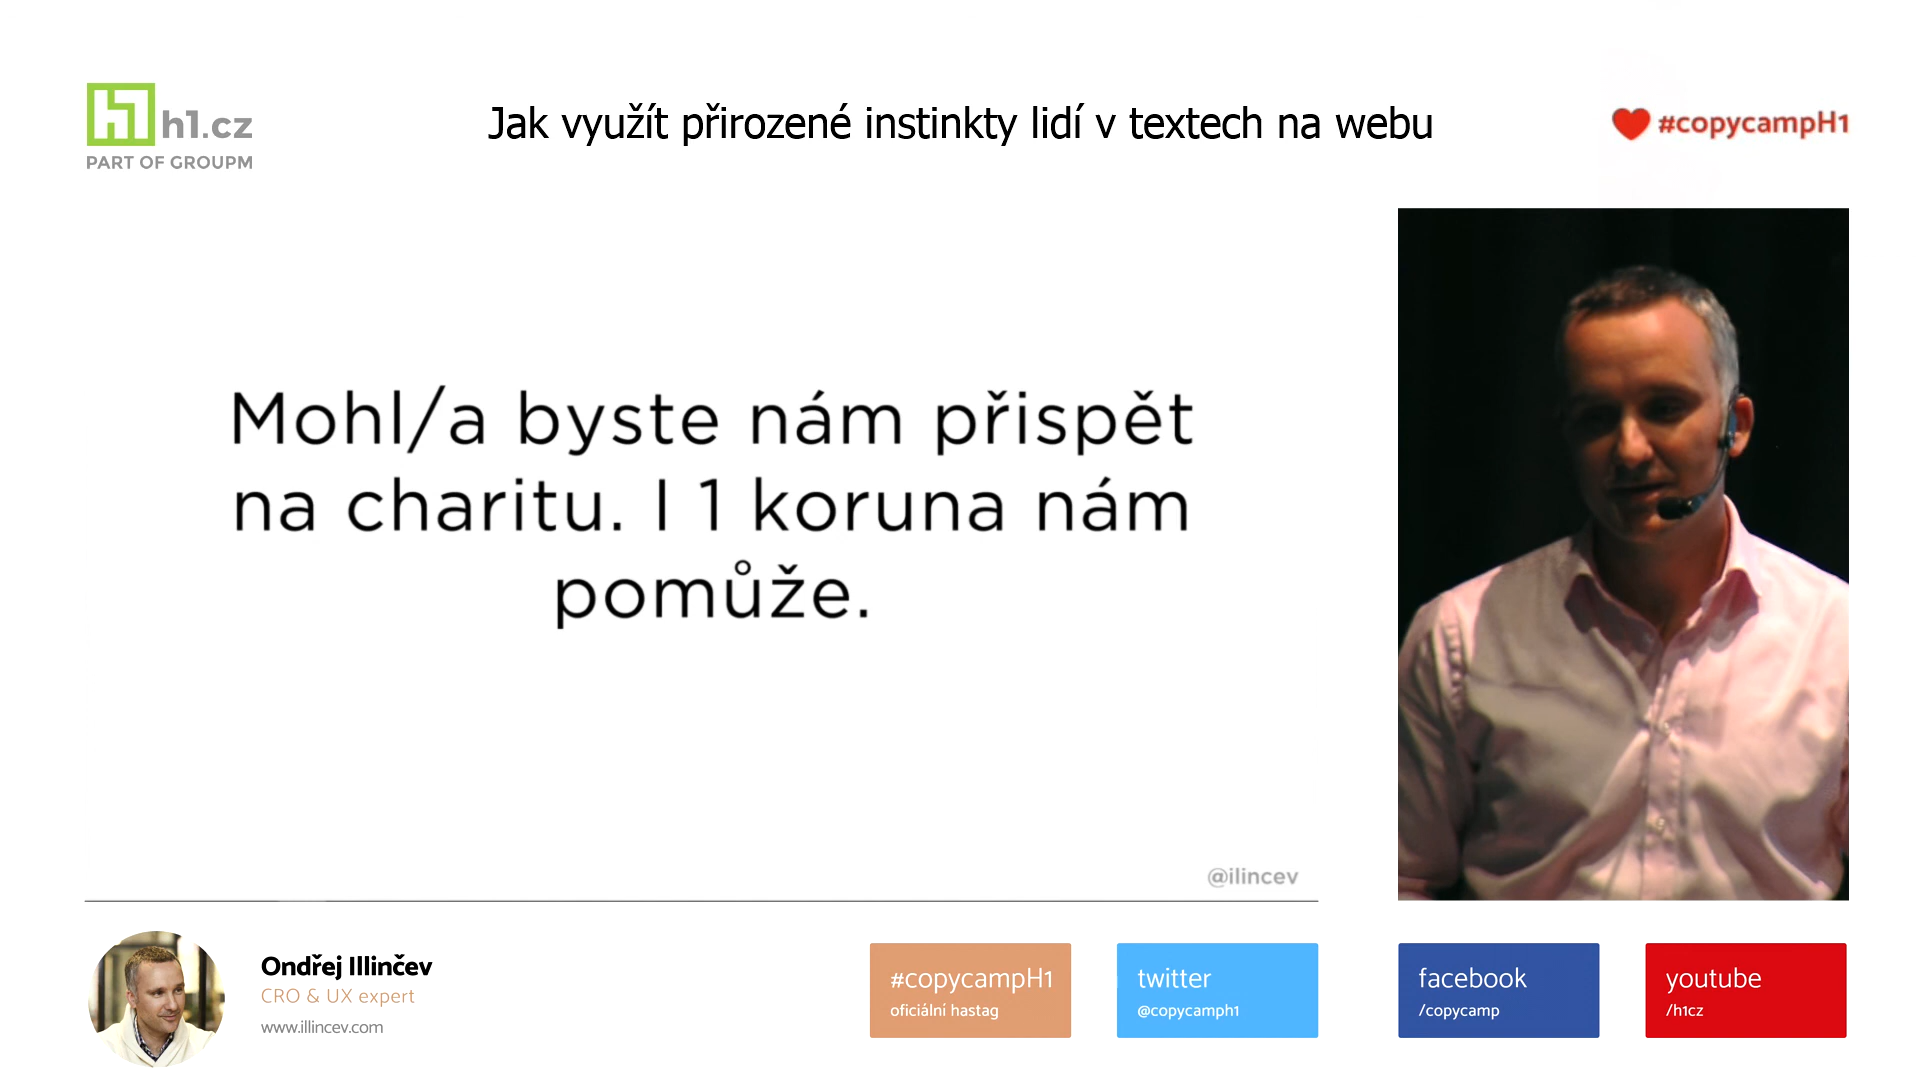 h1.cz
PART OF GROUPM
Jak využít přirozené instinkty lidí v textech na webu
#copycampH1
Mohl/a byste nám přispět
na charitu. I 1 koruna nám
pomůže.
@ilincev
Ondřej Illinčev
CRO & UX expert
www.illincev.com
#copycampH1
oficiální hastag
twitter
@copycamph1
facebook
/copycamp
youtube
/h1cz